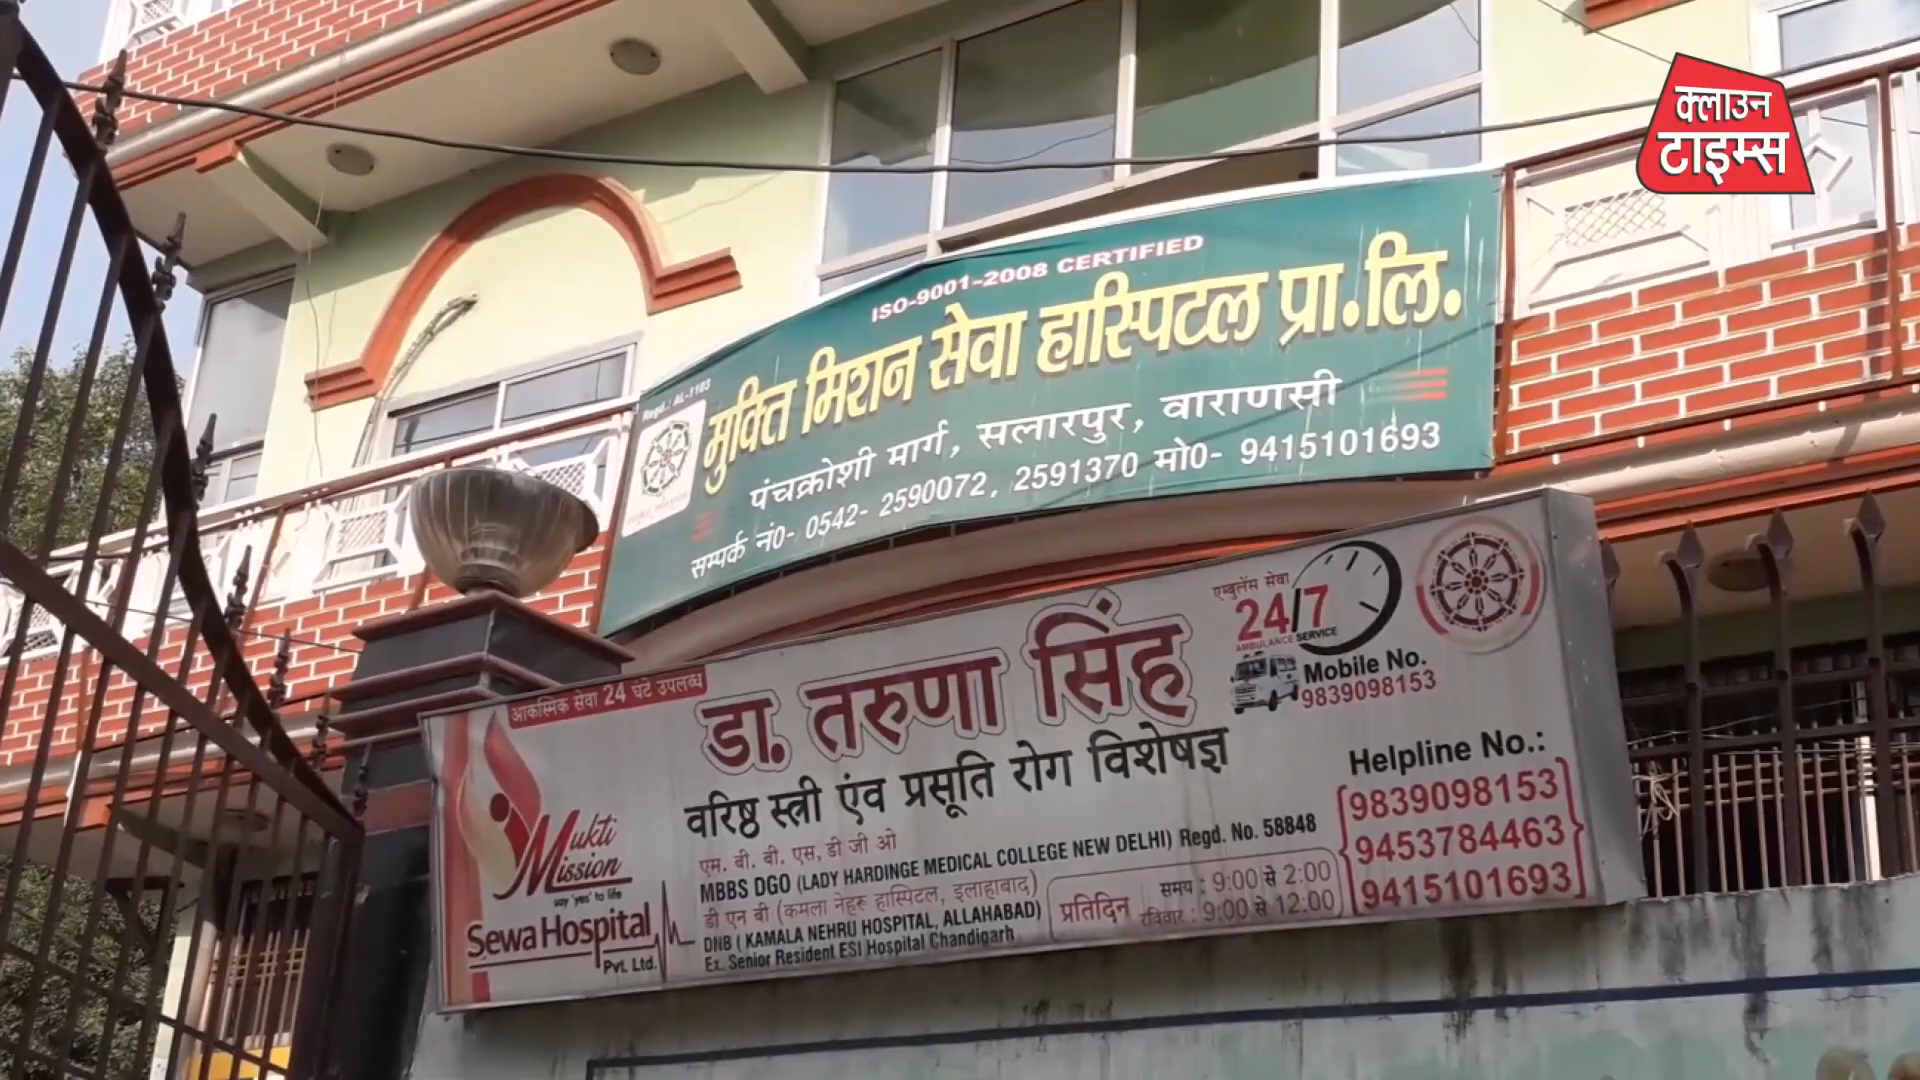 क्लाउन
टाइम्स
ISO-9001-2008 CERTIFIED
Regd.: AL-1103
मुक्ति मिशन सेवा हास्पिटल प्रा.लि.
पंचक्रोशी मार्ग, सलारपुर, वाराणसी
सम्पर्क नं0- 0542- 2590072, 2591370 मो0- 9415101693
आकस्मिक सेवा 24 घंटे उपलब्ध
डा. तरुणा सिंह
वरिष्ठ स्त्री एंव प्रसूति रोग विशेषज्ञ
एम. बी. बी. एस, डी जी ओ
MBBS DGO (LADY HARDINGE MEDICAL COLLEGE NEW DELHI) Regd. No. 58848
डी एन बी (कमला नेहरू हास्पिटल, इलाहाबाद)
DNB ( KAMALA NEHRU HOSPITAL, ALLAHABAD)
Ex. Senior Resident ESI Hospital Chandigarh
प्रतिदिन
समय : 9:00 से 2:00
रविवार : 9:00 से 12:00
एम्बुलेंस सेवा
24/7
AMBULANCE SERVICE
Mobile No.
9839098153
Helpline No.:
9839098153
9453784463
9415101693
Mukti
Mission
say 'yes' to life
Sewa Hospital
Pvt. Ltd.